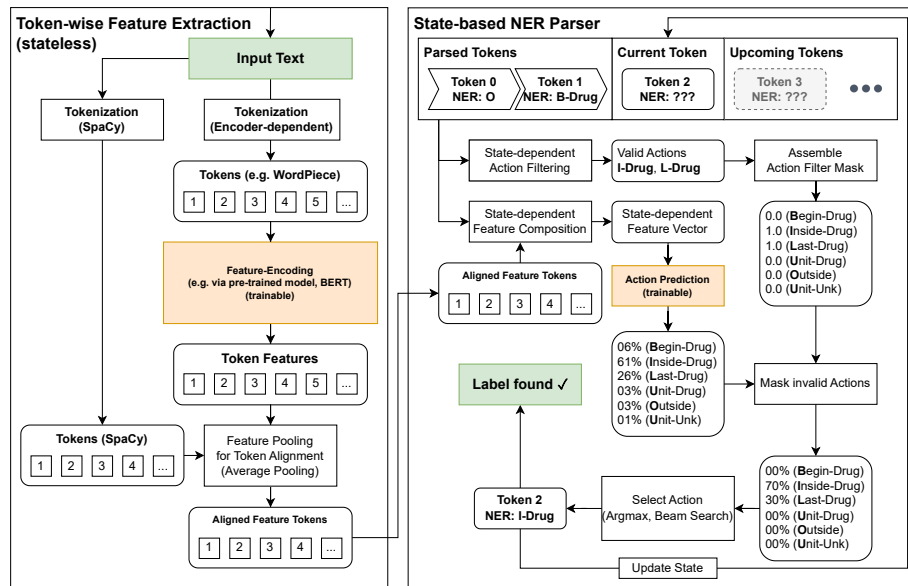 Token-wise Feature Extraction
(stateless)
Input Text
Tokenization
(SpaCy)
Tokenization
(Encoder-dependent)
Tokens (e.g. WordPiece)
1 2 3 4 5 ...
Feature-Encoding
(e.g. via pre-trained model, BERT)
(trainable)
Token Features
1 2 3 4 5 ...
Tokens (SpaCy)
1 2 3 4 ...
Feature Pooling
for Token Alignment
(Average Pooling)
Aligned Feature Tokens
1 2 3 4 ...
State-based NER Parser
Parsed Tokens
Token 0
NER: O
Token 1
NER: B-Drug
Current Token
Token 2
NER: ???
Upcoming Tokens
Token 3
NER: ???
State-dependent
Action Filtering
Valid Actions
I-Drug, L-Drug
Assemble
Action Filter Mask
0.0 (Begin-Drug)
1.0 (Inside-Drug)
1.0 (Last-Drug)
0.0 (Unit-Drug)
0.0 (Outside)
0.0 (Unit-Unk)
State-dependent
Feature Composition
State-dependent
Feature Vector
Aligned Feature Tokens
1 2 3 4 ...
Action Prediction
(trainable)
06% (Begin-Drug)
61% (Inside-Drug)
26% (Last-Drug)
03% (Unit-Drug)
03% (Outside)
01% (Unit-Unk)
Mask invalid Actions
Label found ✓
00% (Begin-Drug)
70% (Inside-Drug)
30% (Last-Drug)
00% (Unit-Drug)
00% (Outside)
00% (Unit-Unk)
Select Action
(Argmax, Beam Search)
Token 2
NER: I-Drug
Update State